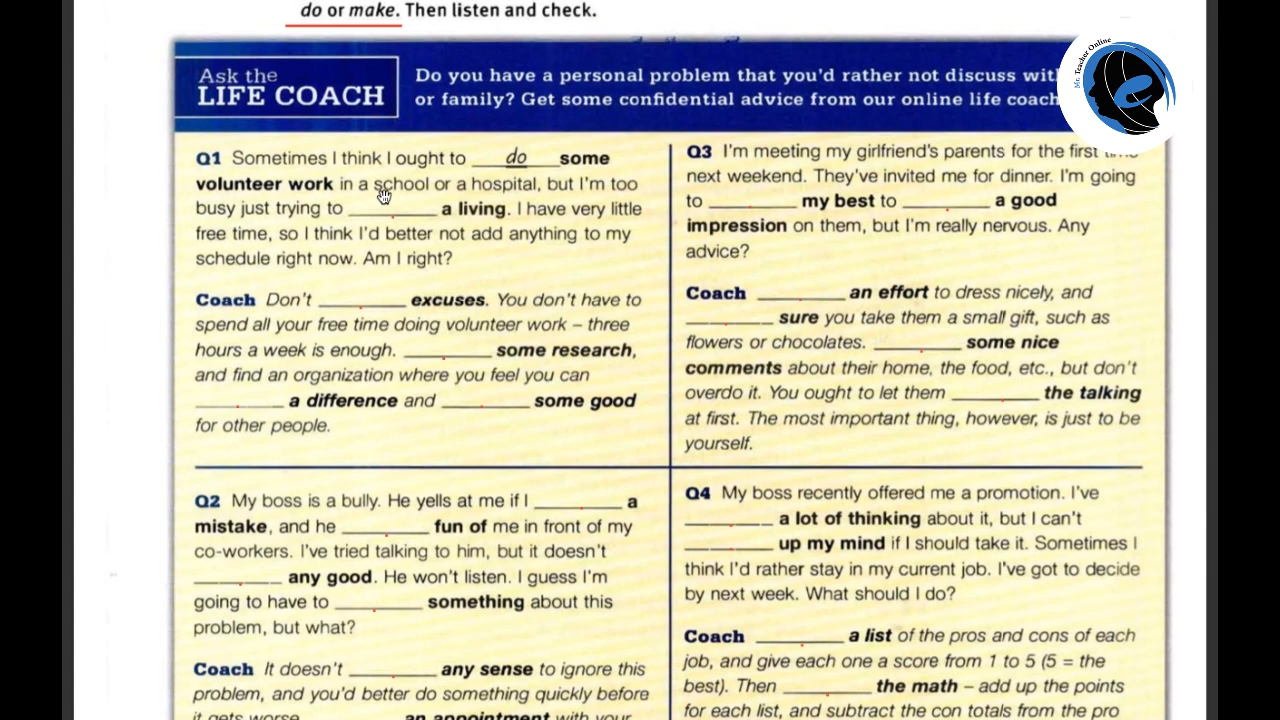 do or make. Then listen and check.
Ask the
LIFE COACH
Do you have a personal problem that you'd rather not discuss
or family? Get some confidential advice from our online life coach
Mr. Teacher Online
Q1 Sometimes I think I ought to ___do___ some
volunteer work in a school or a hospital, but I'm too
busy just trying to ________ a living. I have very little
free time, so I think I'd better not add anything to my
schedule right now. Am I right?
Coach Don't ________ excuses. You don't have to
spend all your free time doing volunteer work – three
hours a week is enough. ________ some research,
and find an organization where you feel you can
________ a difference and ________ some good
for other people.
Q2 My boss is a bully. He yells at me if I ________ a
mistake, and he ________ fun of me in front of my
co-workers. I've tried talking to him, but it doesn't
________ any good. He won't listen. I guess I'm
going to have to ________ something about this
problem, but what?
Coach It doesn't ________ any sense to ignore this
problem, and you'd better do something quickly before
it gets worse. ________ an appointment with your
Q3 I'm meeting my girlfriend's parents for the first
next weekend. They've invited me for dinner. I'm going
to ________ my best to ________ a good
impression on them, but I'm really nervous. Any
advice?
Coach ________ an effort to dress nicely, and
________ sure you take them a small gift, such as
flowers or chocolates. ________ some nice
comments about their home, the food, etc., but don't
overdo it. You ought to let them ________ the talking
at first. The most important thing, however, is just to be
yourself.
Q4 My boss recently offered me a promotion. I've
________ a lot of thinking about it, but I can't
________ up my mind if I should take it. Sometimes I
think I'd rather stay in my current job. I've got to decide
by next week. What should I do?
Coach ________ a list of the pros and cons of each
job, and give each one a score from 1 to 5 (5 = the
best). Then ________ the math – add up the points
for each list, and subtract the con totals from the pro